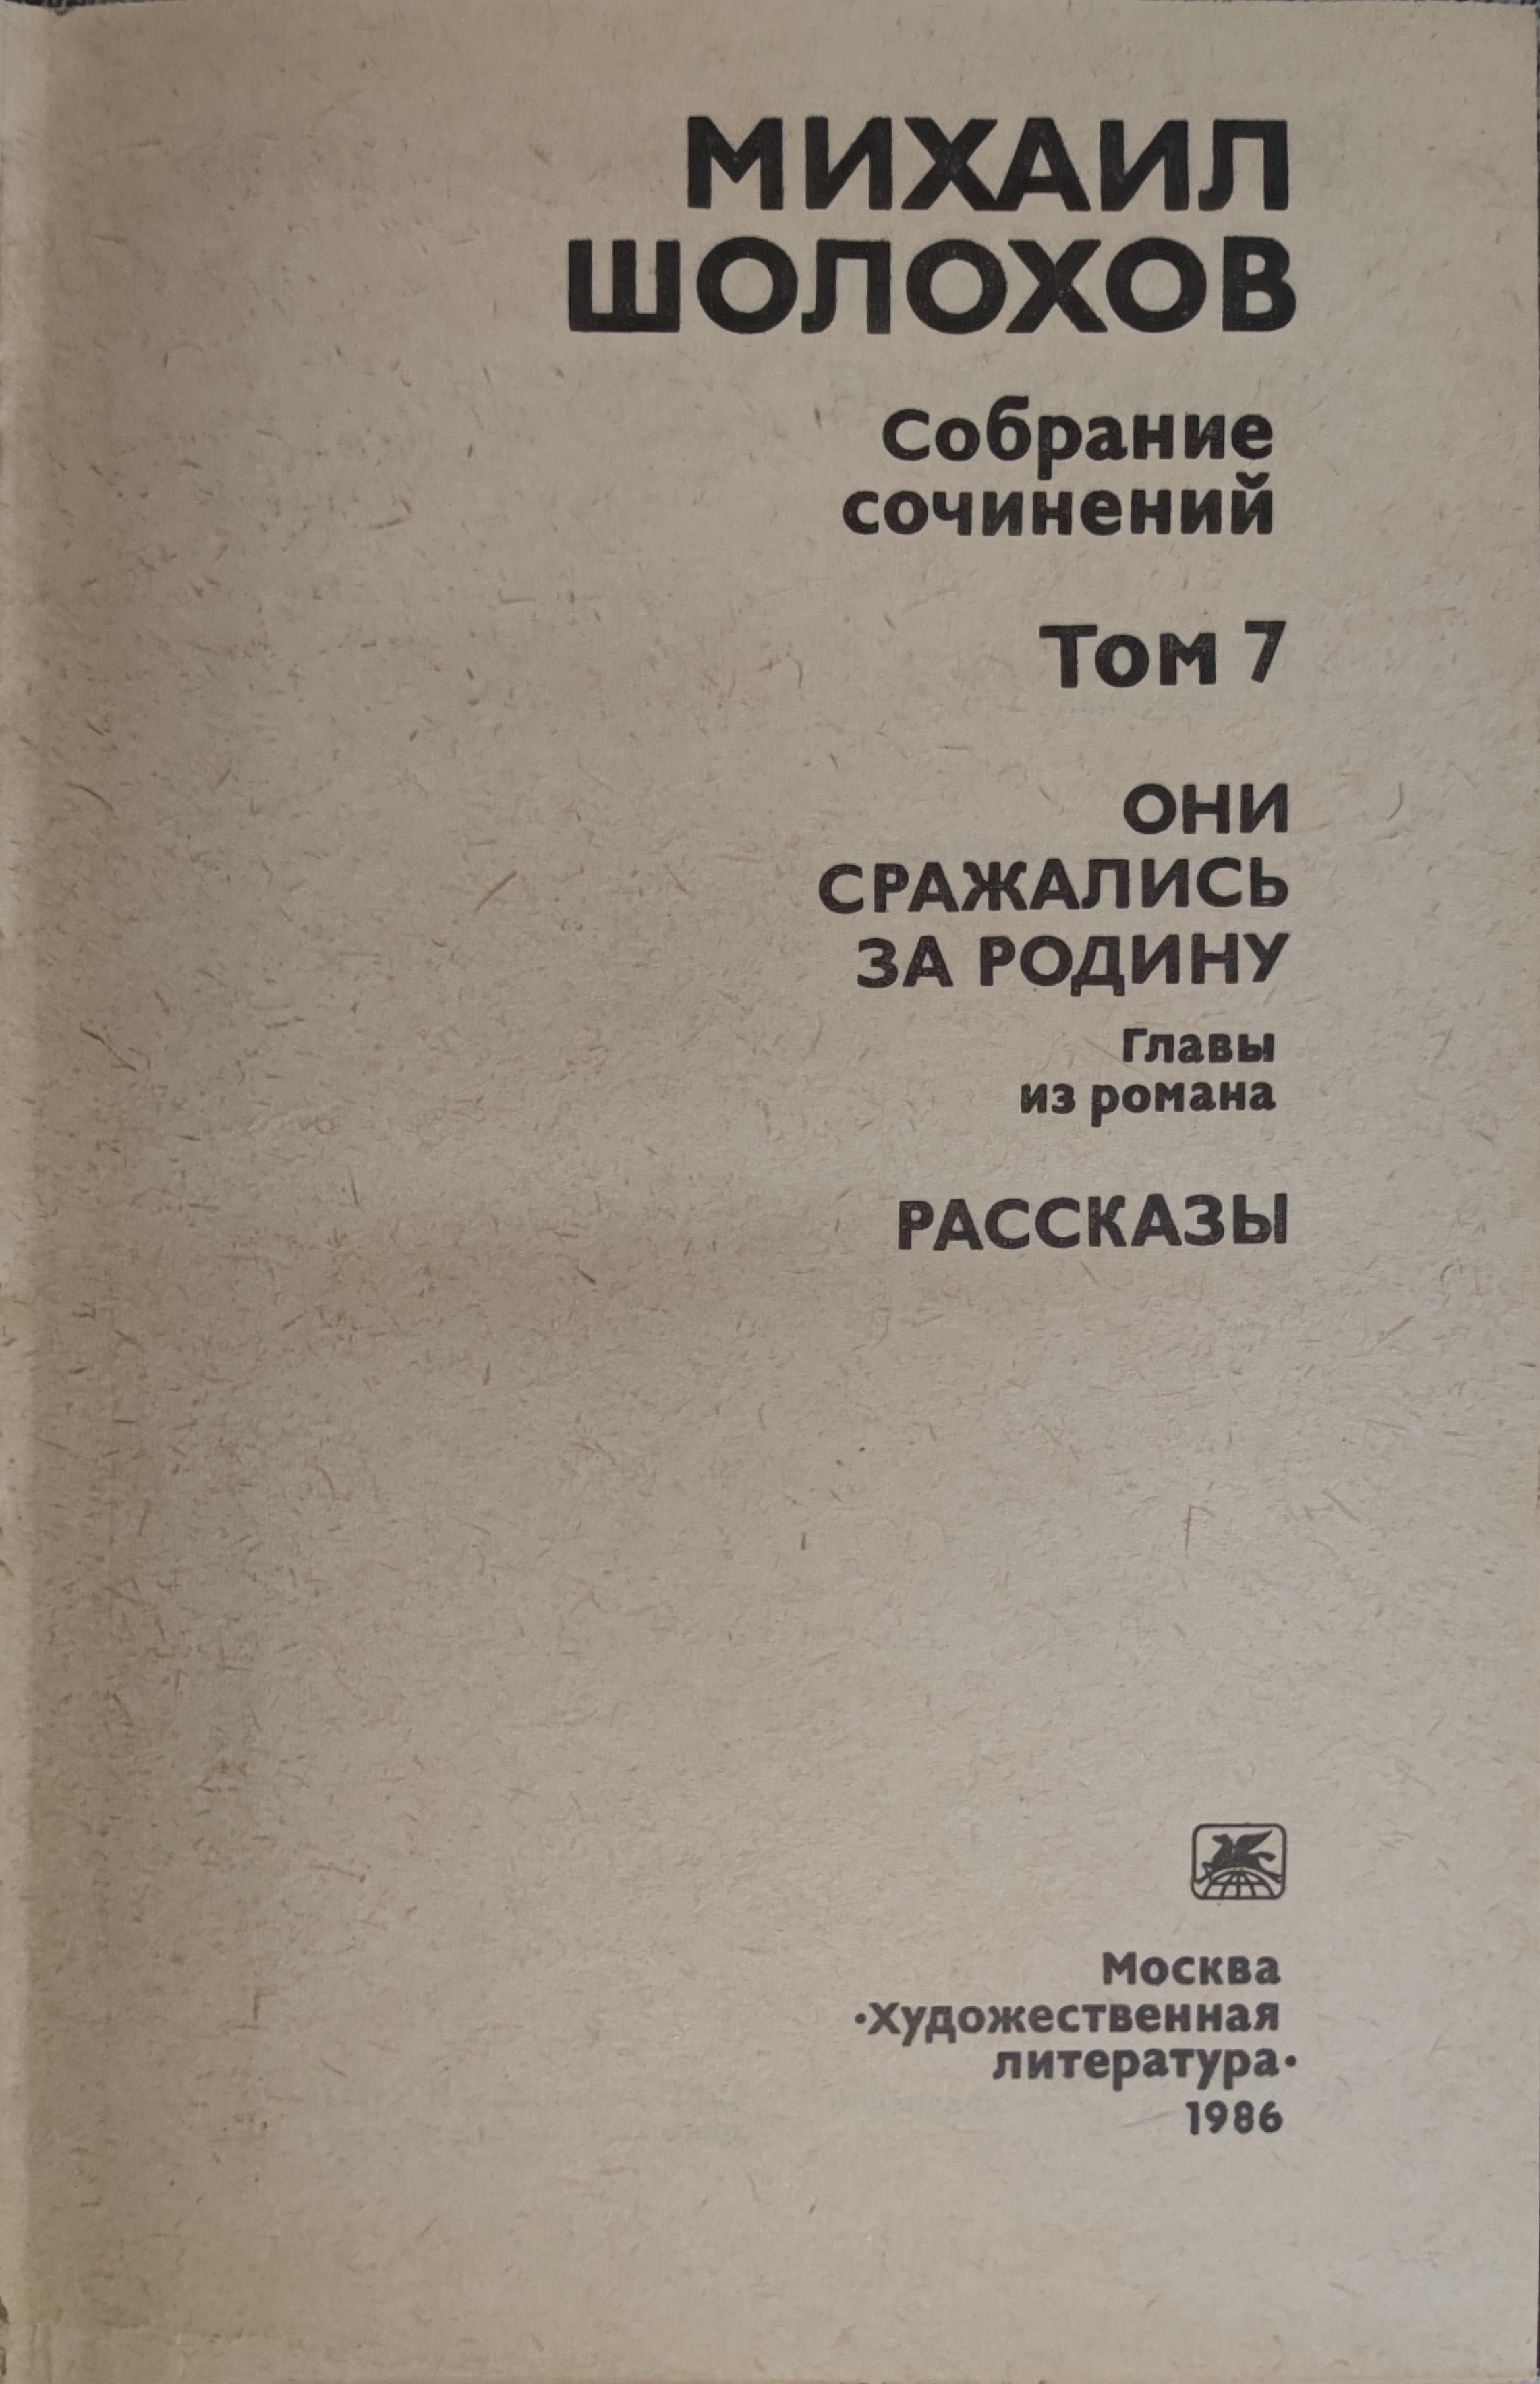 МИХАИЛ
ШОЛОХОВ
Собрание
сочинений
Том 7
ОНИ
СРАЖАЛИСЬ
ЗА РОДИНУ
Главы
из романа
РАССКАЗЫ
Москва
·Художественная
литература·
1986